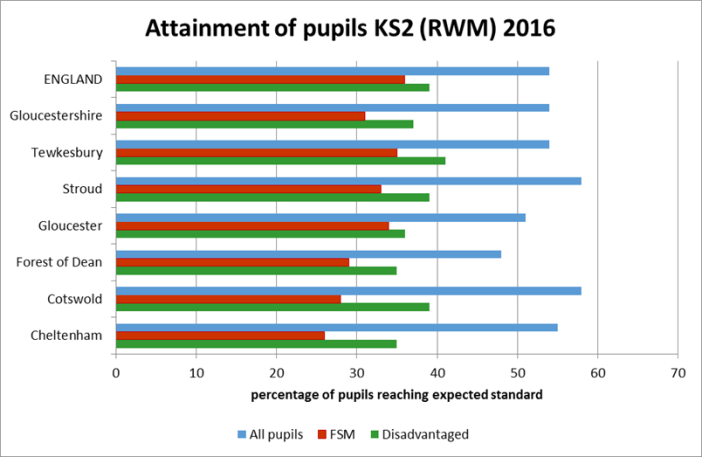 Attainment of pupils KS2 (RWM) 2016
ENGLAND
Gloucestershire
Tewkesbury
Stroud
Gloucester
Forest of Dean
Cotswold
Cheltenham
0 10 20 30 40 50 60 70
percentage of pupils reaching expected standard
All pupils FSM Disadvantaged